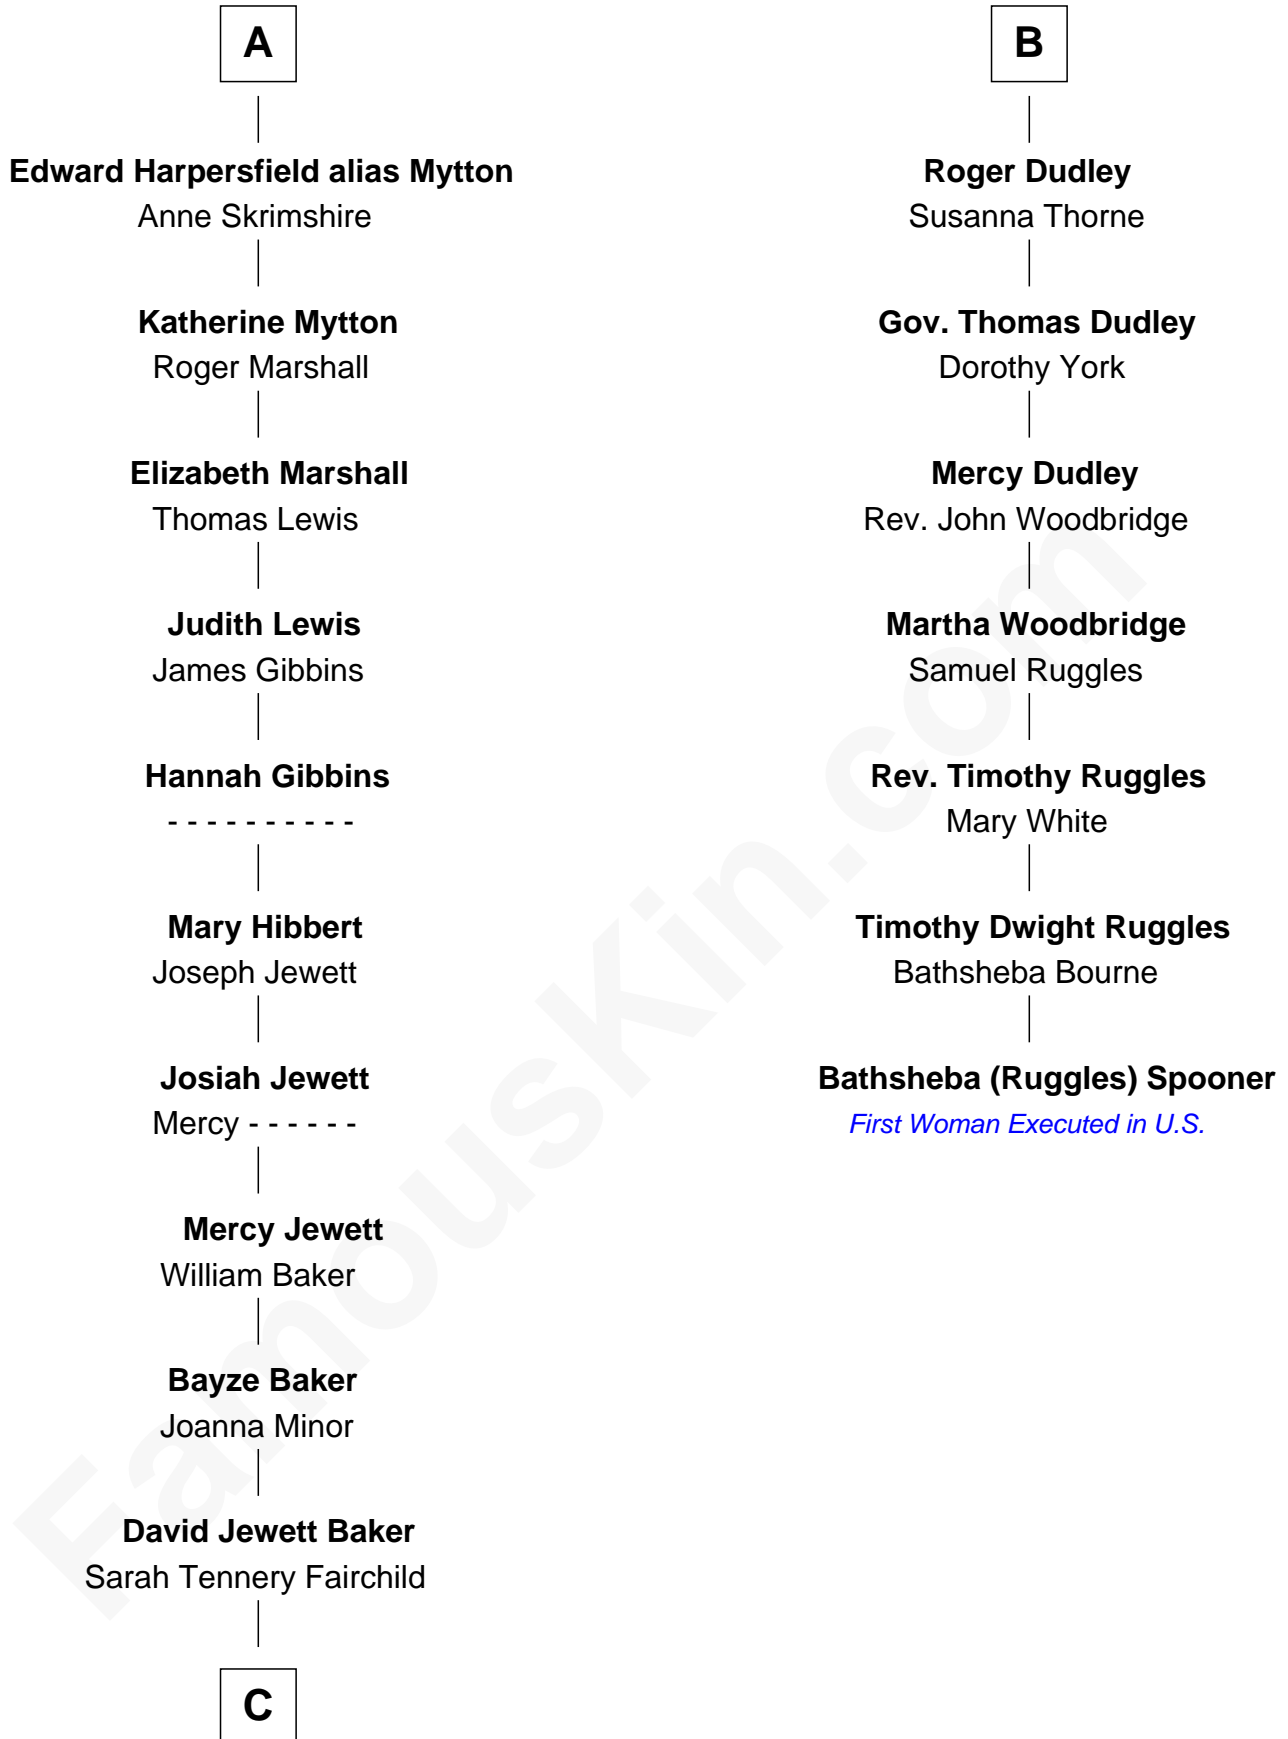 A
Edward Harpersfield alias Mytton
Anne Skrimshire
Katherine Mytton
Roger Marshall
Elizabeth Marshall
Thomas Lewis
Judith Lewis
James Gibbins
Hannah Gibbins
- - - - - - - - - -
Mary Hibbert
Joseph Jewett
Josiah Jewett
Mercy - - - - - -
Mercy Jewett
William Baker
Bayze Baker
Joanna Minor
David Jewett Baker
Sarah Tennery Fairchild
C
B
Roger Dudley
Susanna Thorne
Gov. Thomas Dudley
Dorothy York
Mercy Dudley
Rev. John Woodbridge
Martha Woodbridge
Samuel Ruggles
Rev. Timothy Ruggles
Mary White
Timothy Dwight Ruggles
Bathsheba Bourne
Bathsheba (Ruggles) Spooner
First Woman Executed in U.S.
FamousKin.com